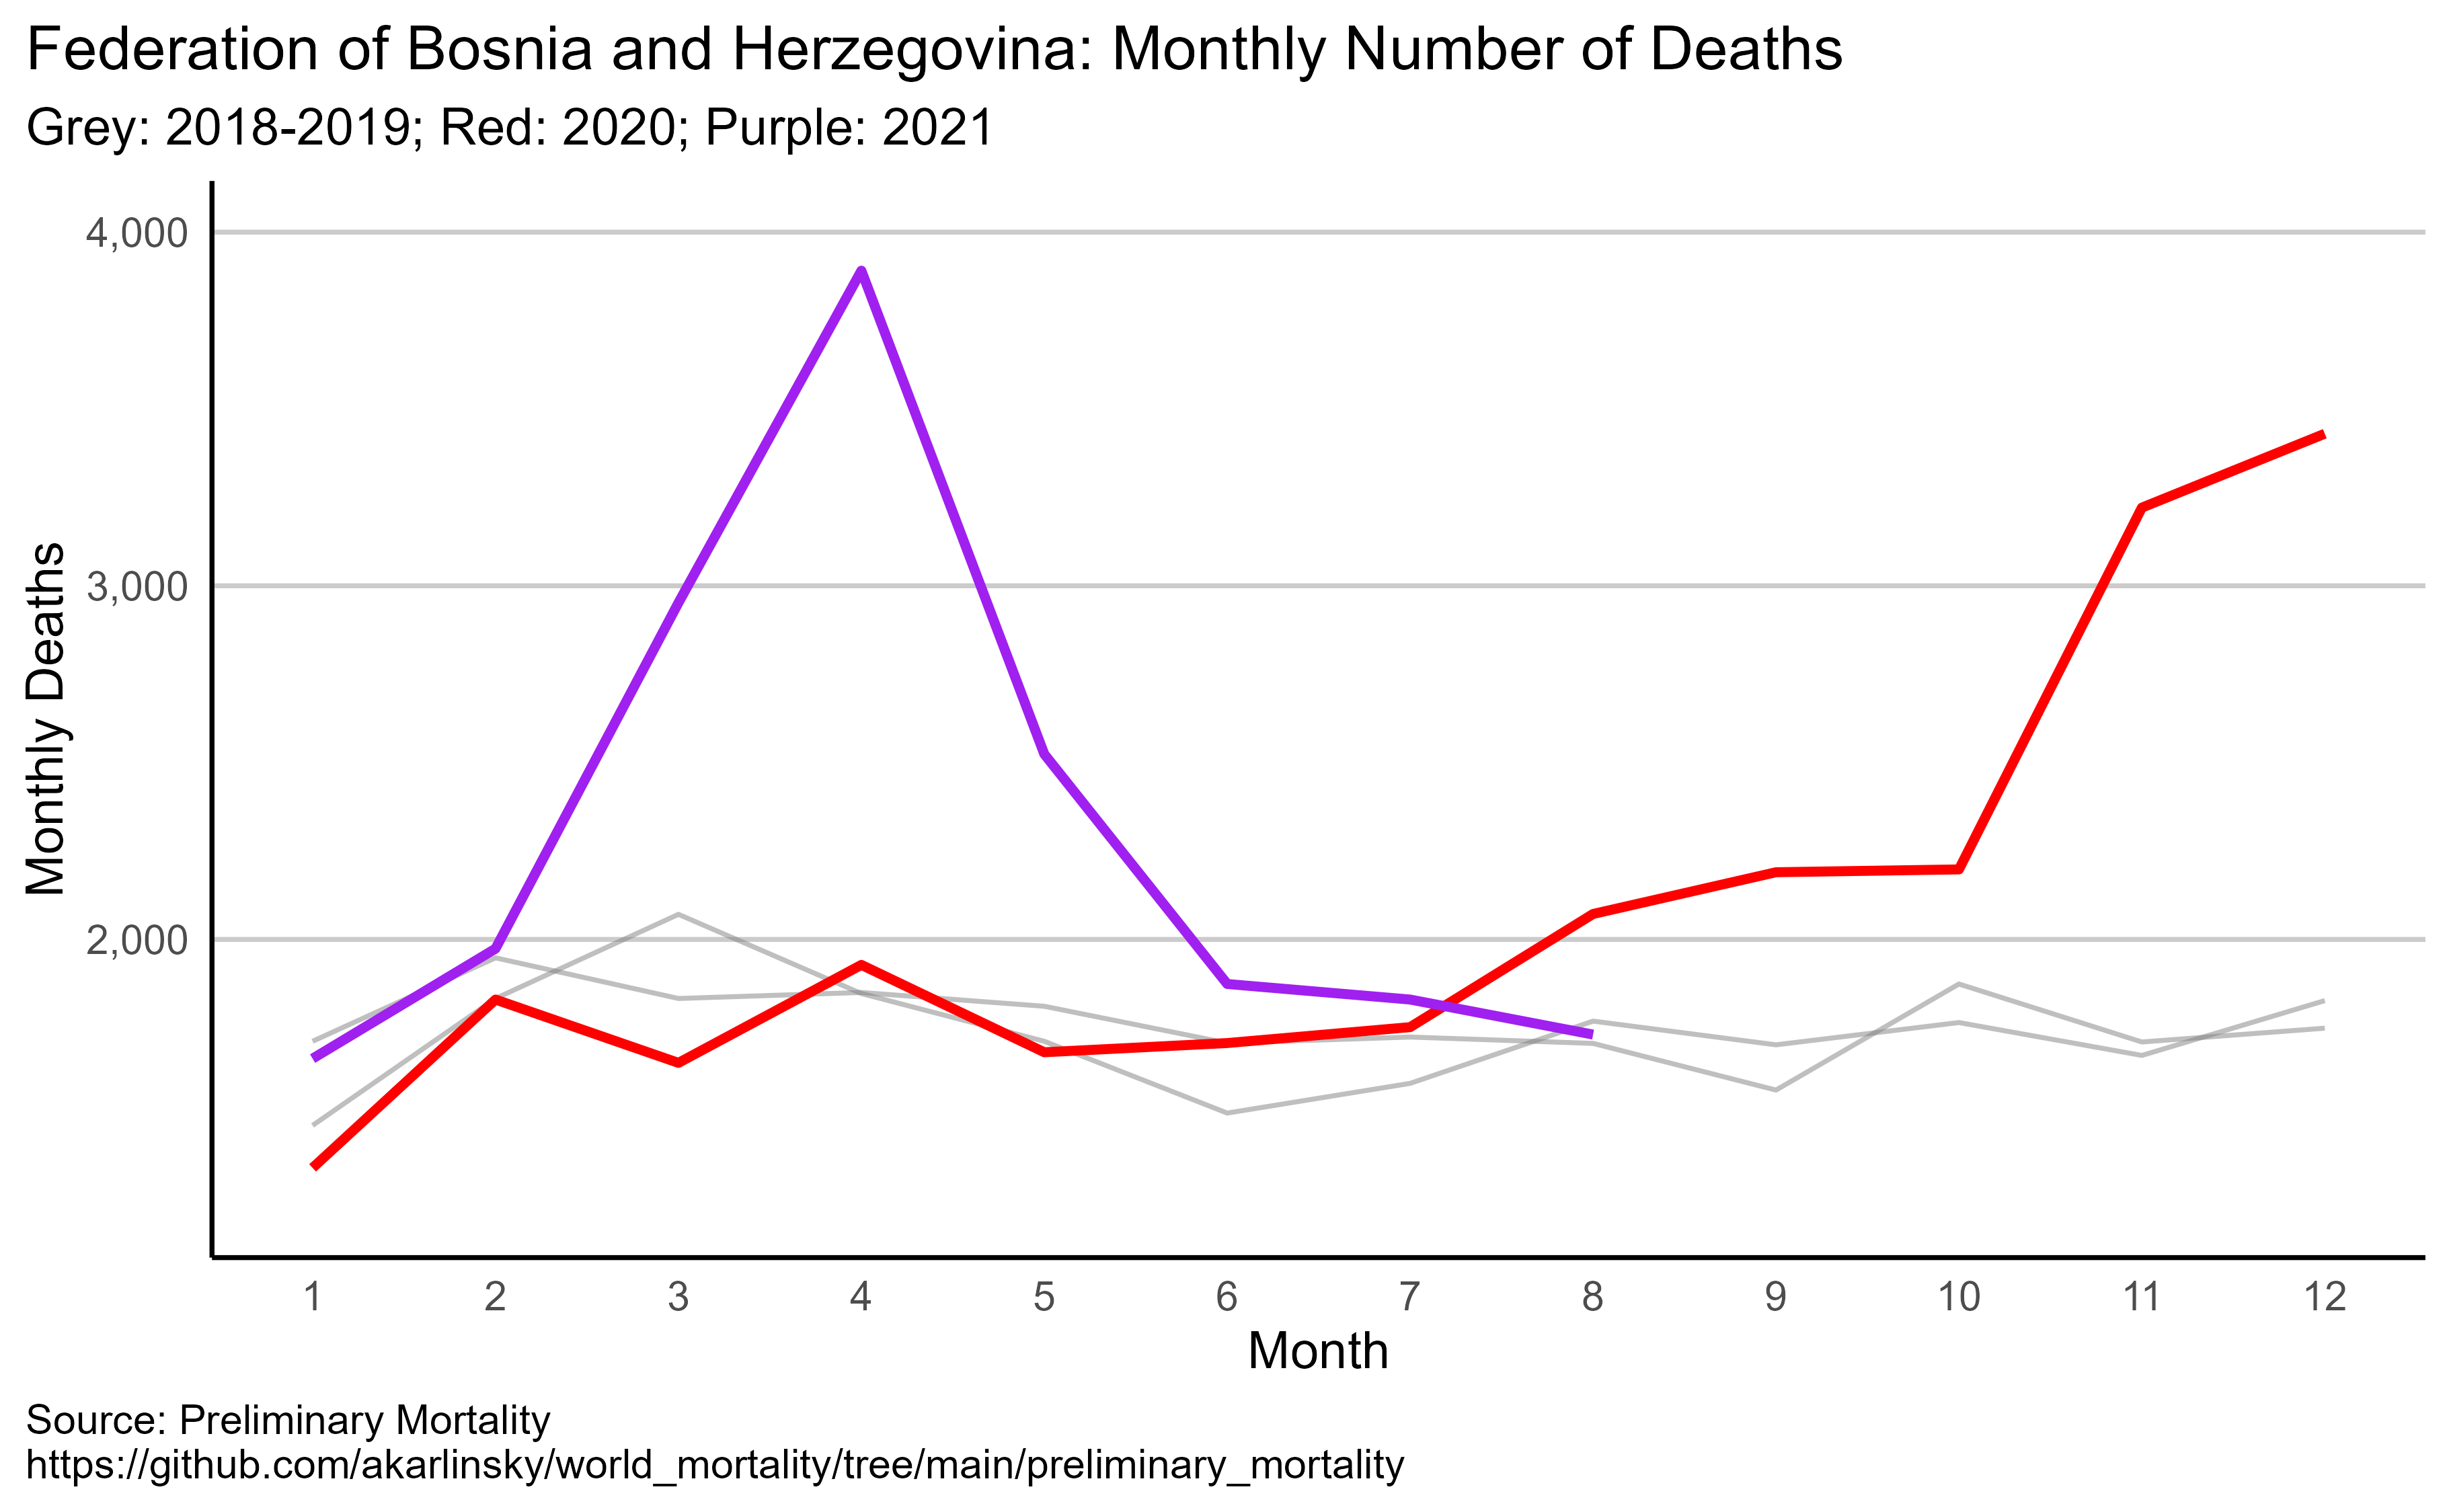 Federation of Bosnia and Herzegovina: Monthly Number of Deaths
Grey: 2018-2019; Red: 2020; Purple: 2021
4,000
3,000
2,000
Monthly Deaths
1 2 3 4 5 6 7 8 9 10 11 12
Month
Source: Preliminary Mortality
https://github.com/akarlinsky/world_mortality/tree/main/preliminary_mortality